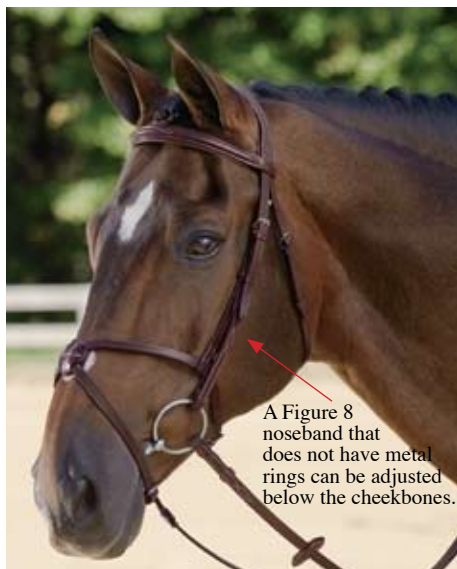 A Figure 8
noseband that
does not have metal
rings can be adjusted
below the cheekbones.